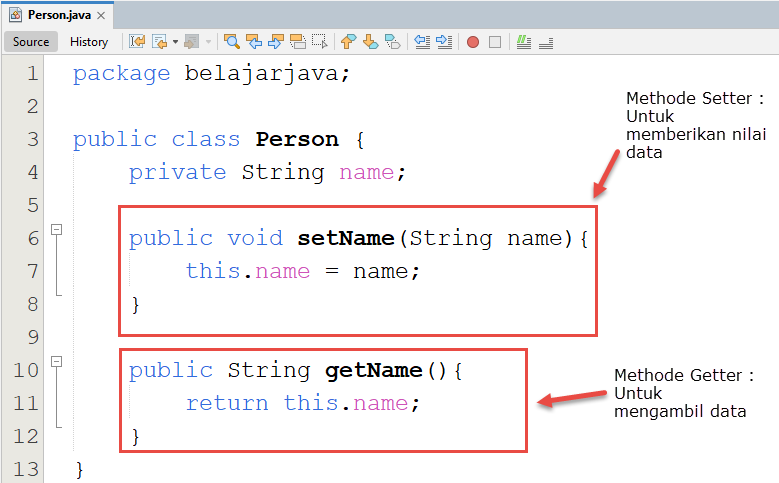 Person.java
Source History
1 package belajarjava;
2
3 public class Person {
4 private String name;
5
6 public void setName(String name){
7 this.name = name;
8 }
9
10 public String getName(){
11 return this.name;
12 }
13 }
Methode Setter :
Untuk
memberikan nilai
data
Methode Getter :
Untuk
mengambil data